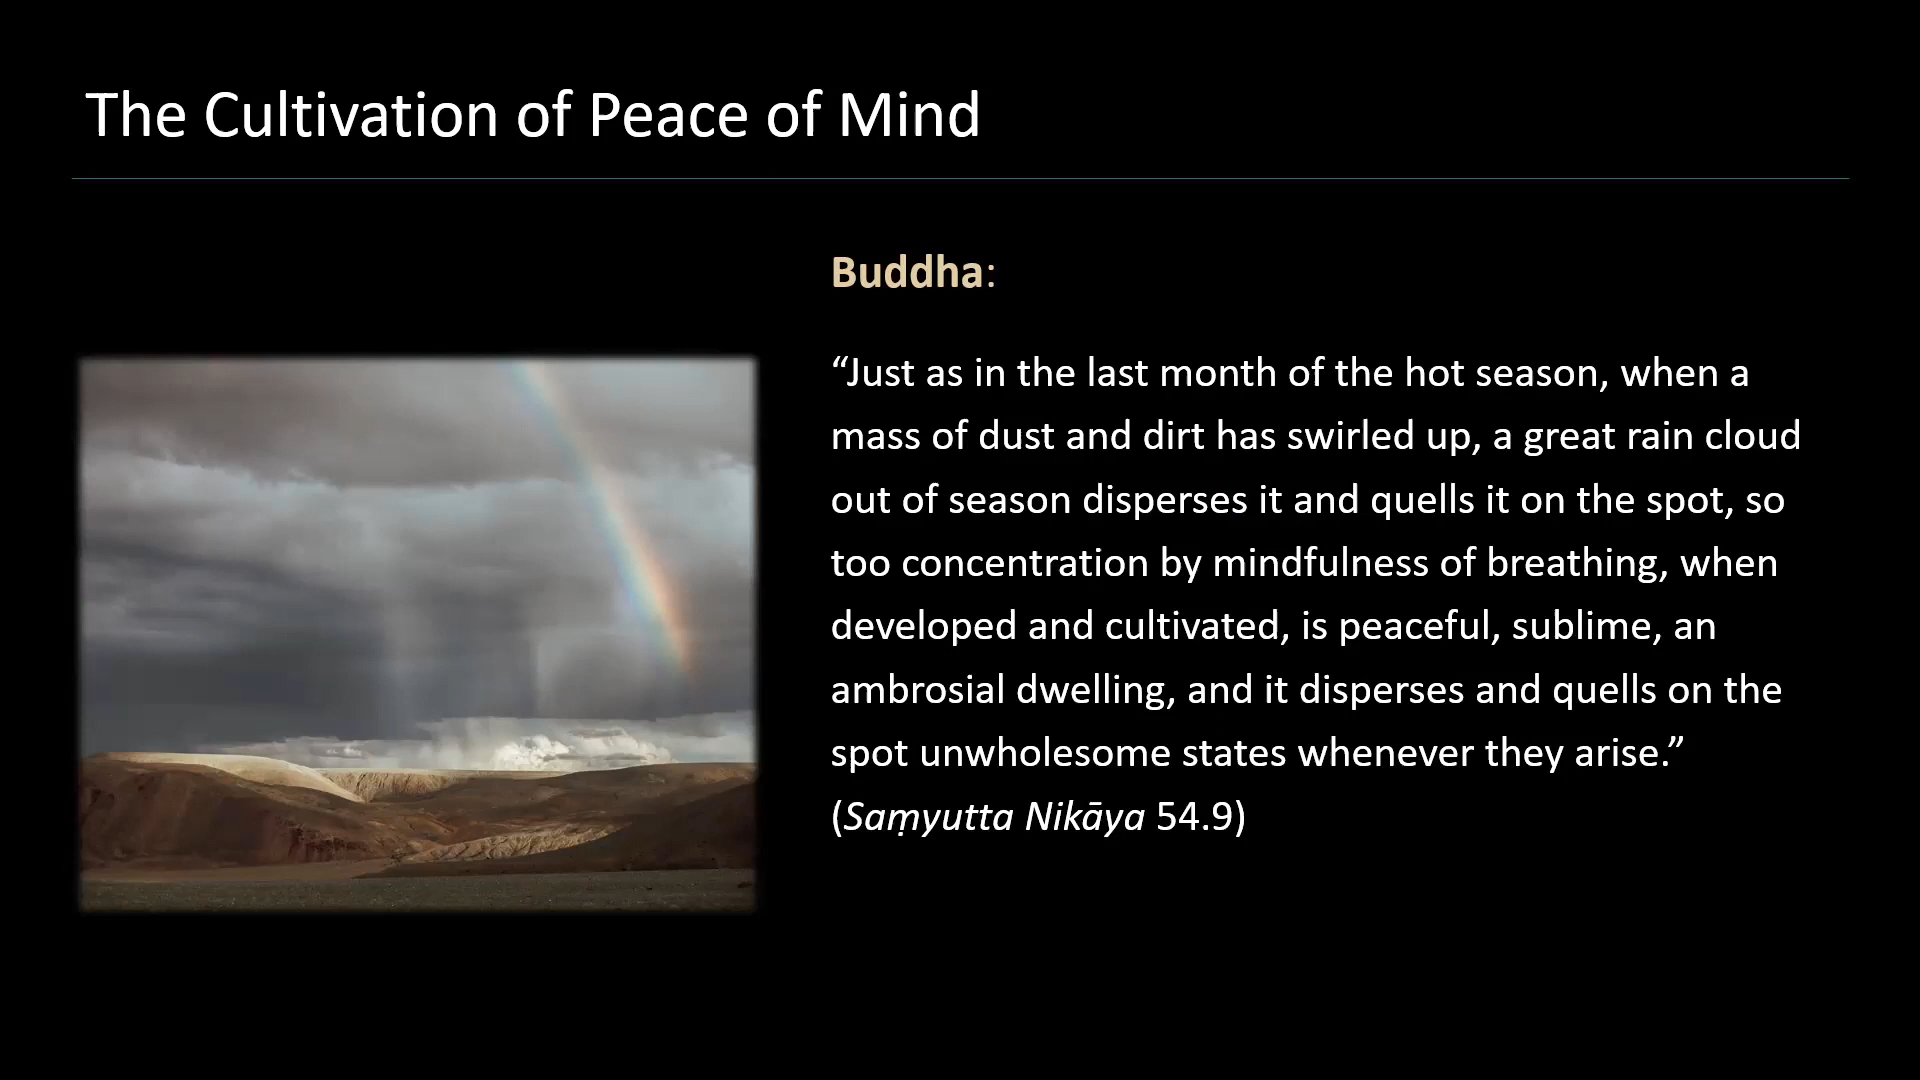 The Cultivation of Peace of Mind
Buddha:
“Just as in the last month of the hot season, when a
mass of dust and dirt has swirled up, a great rain cloud
out of season disperses it and quells it on the spot, so
too concentration by mindfulness of breathing, when
developed and cultivated, is peaceful, sublime, an
ambrosial dwelling, and it disperses and quells on the
spot unwholesome states whenever they arise.”
(Saṃyutta Nikāya 54.9)